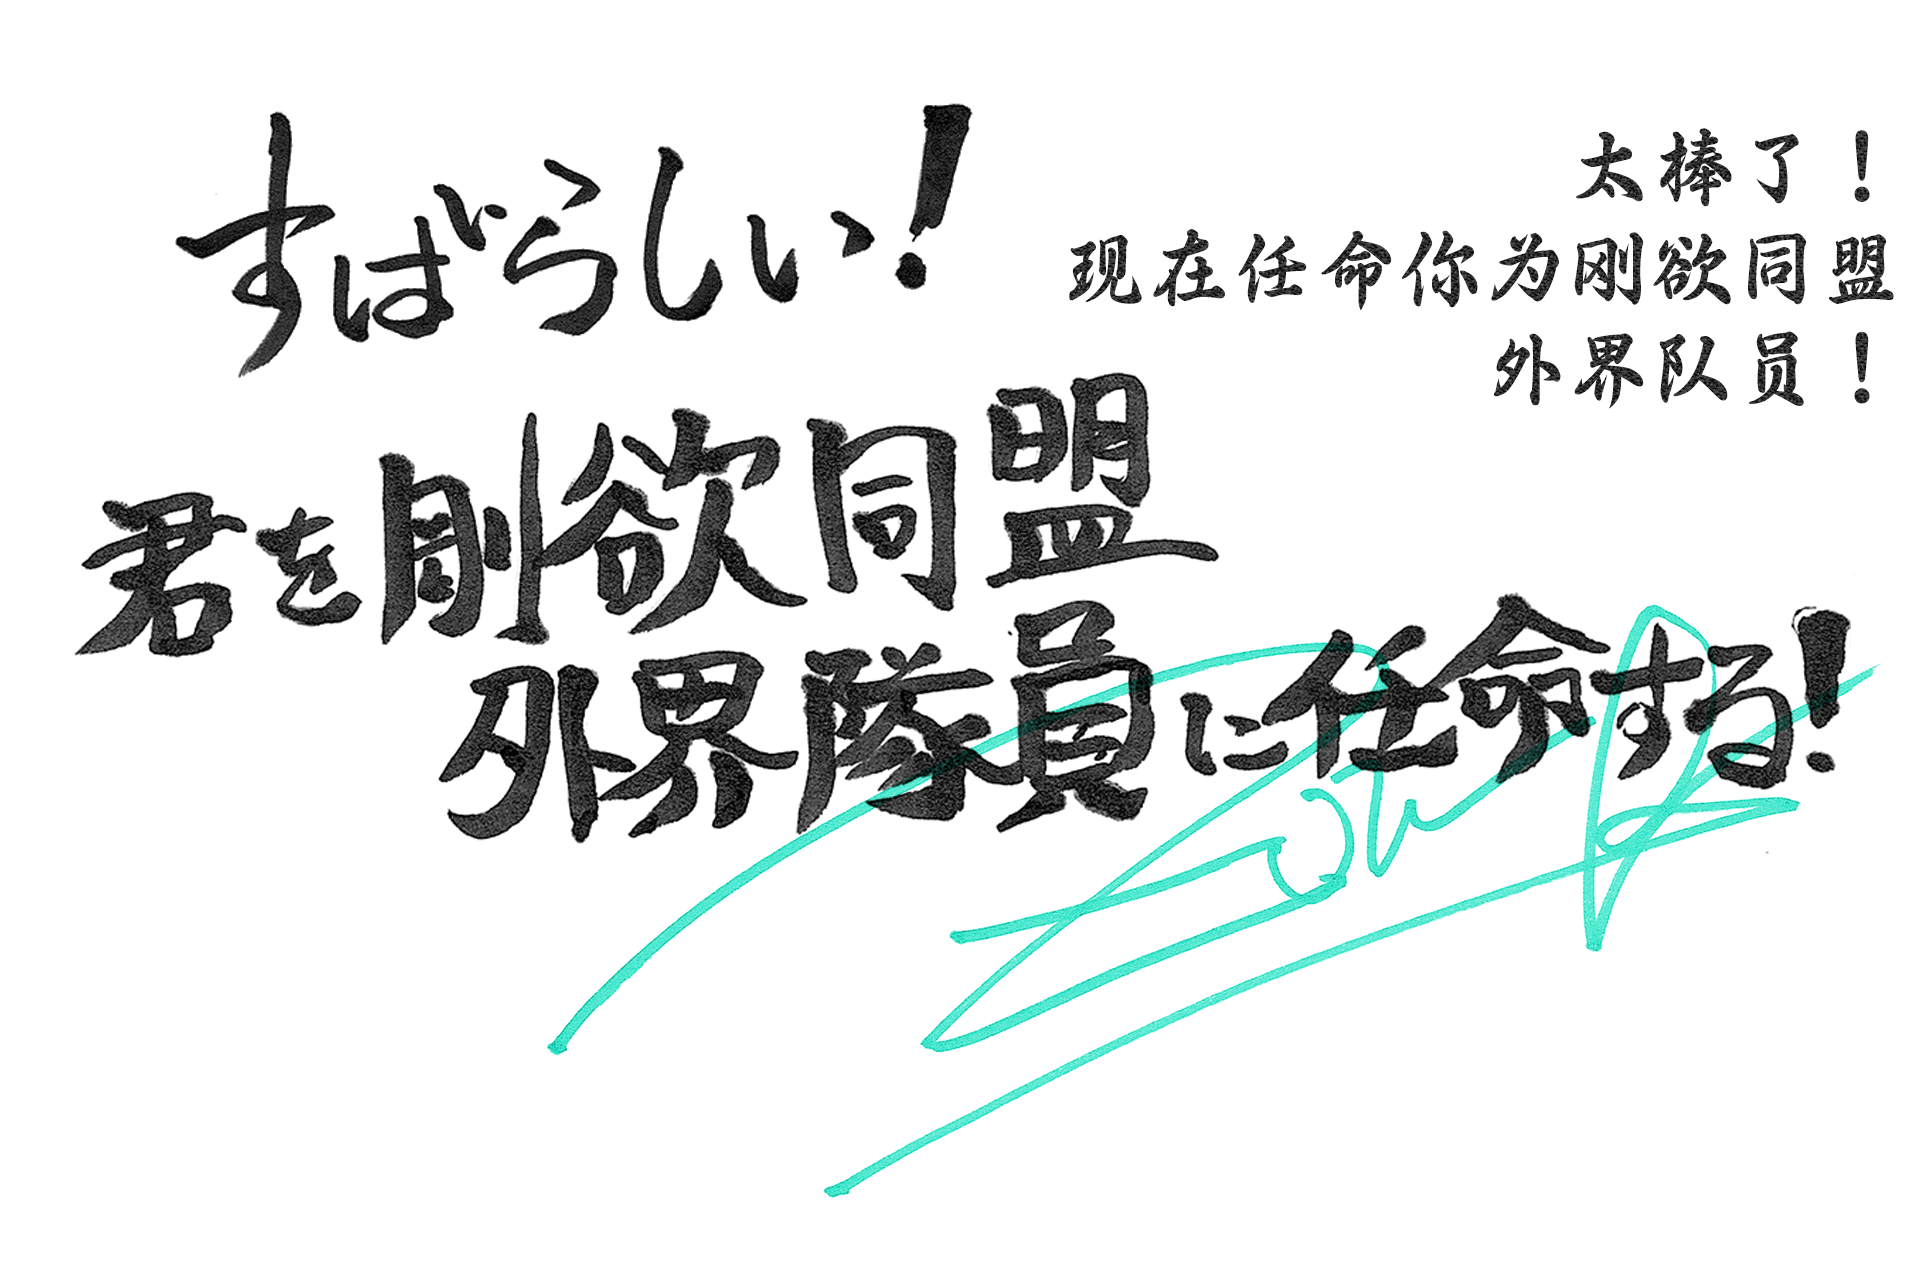 すばらしい!
君を剛欲同盟
外界隊員に任命する!
太棒了！
现在任命你为刚欲同盟
外界队员！